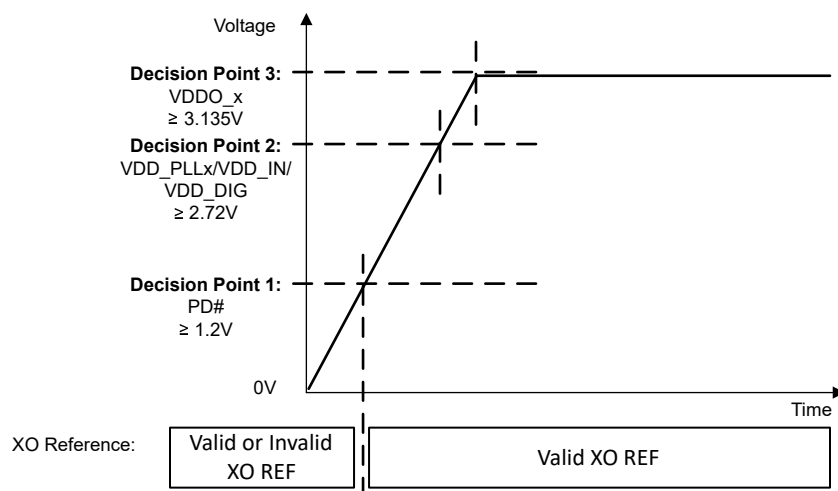 Voltage
Decision Point 3:
VDDO_x
≥ 3.135V
Decision Point 2:
VDD_PLLx/VDD_IN/
VDD_DIG
≥ 2.72V
Decision Point 1:
PD#
≥ 1.2V
0V
Time
XO Reference:
Valid or Invalid
XO REF
Valid XO REF